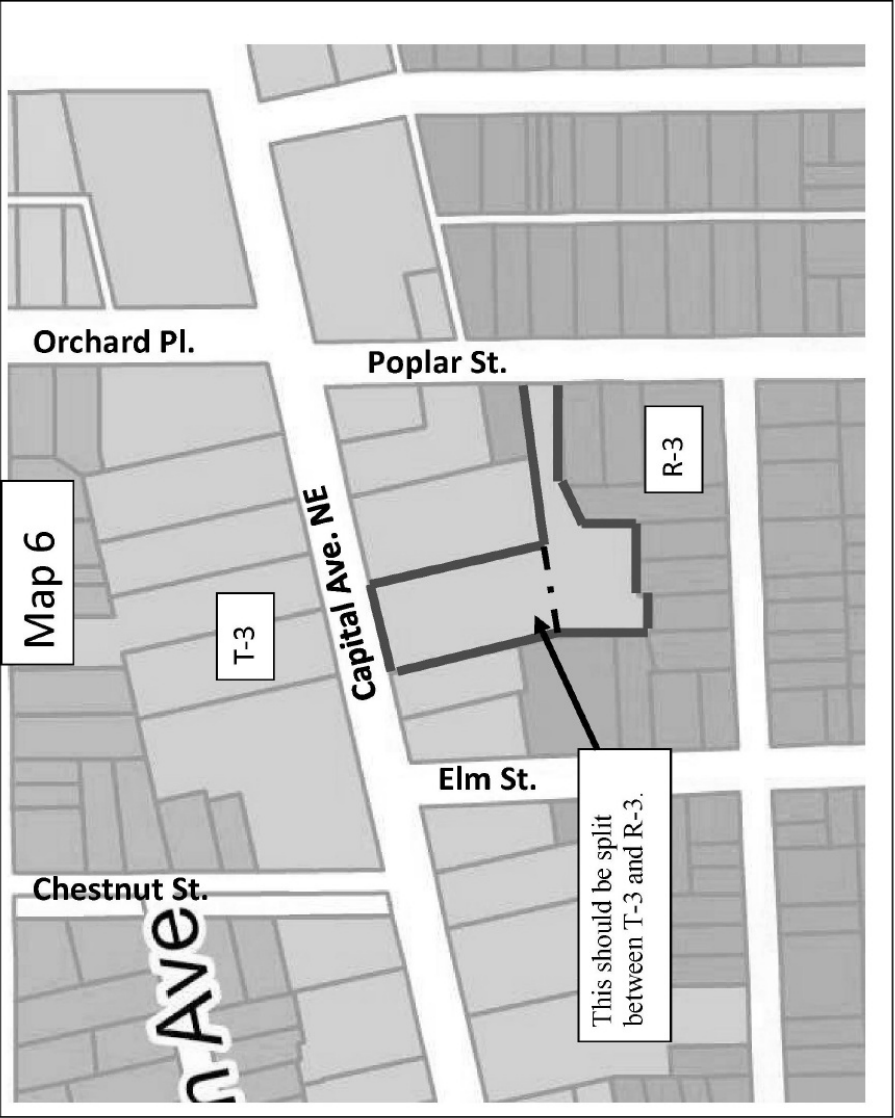 Orchard Pl.
Poplar St.
R-3
Map 6
Capital Ave. NE
T-3
Elm St.
This should be split
between T-3 and R-3.
Chestnut St.
n Ave